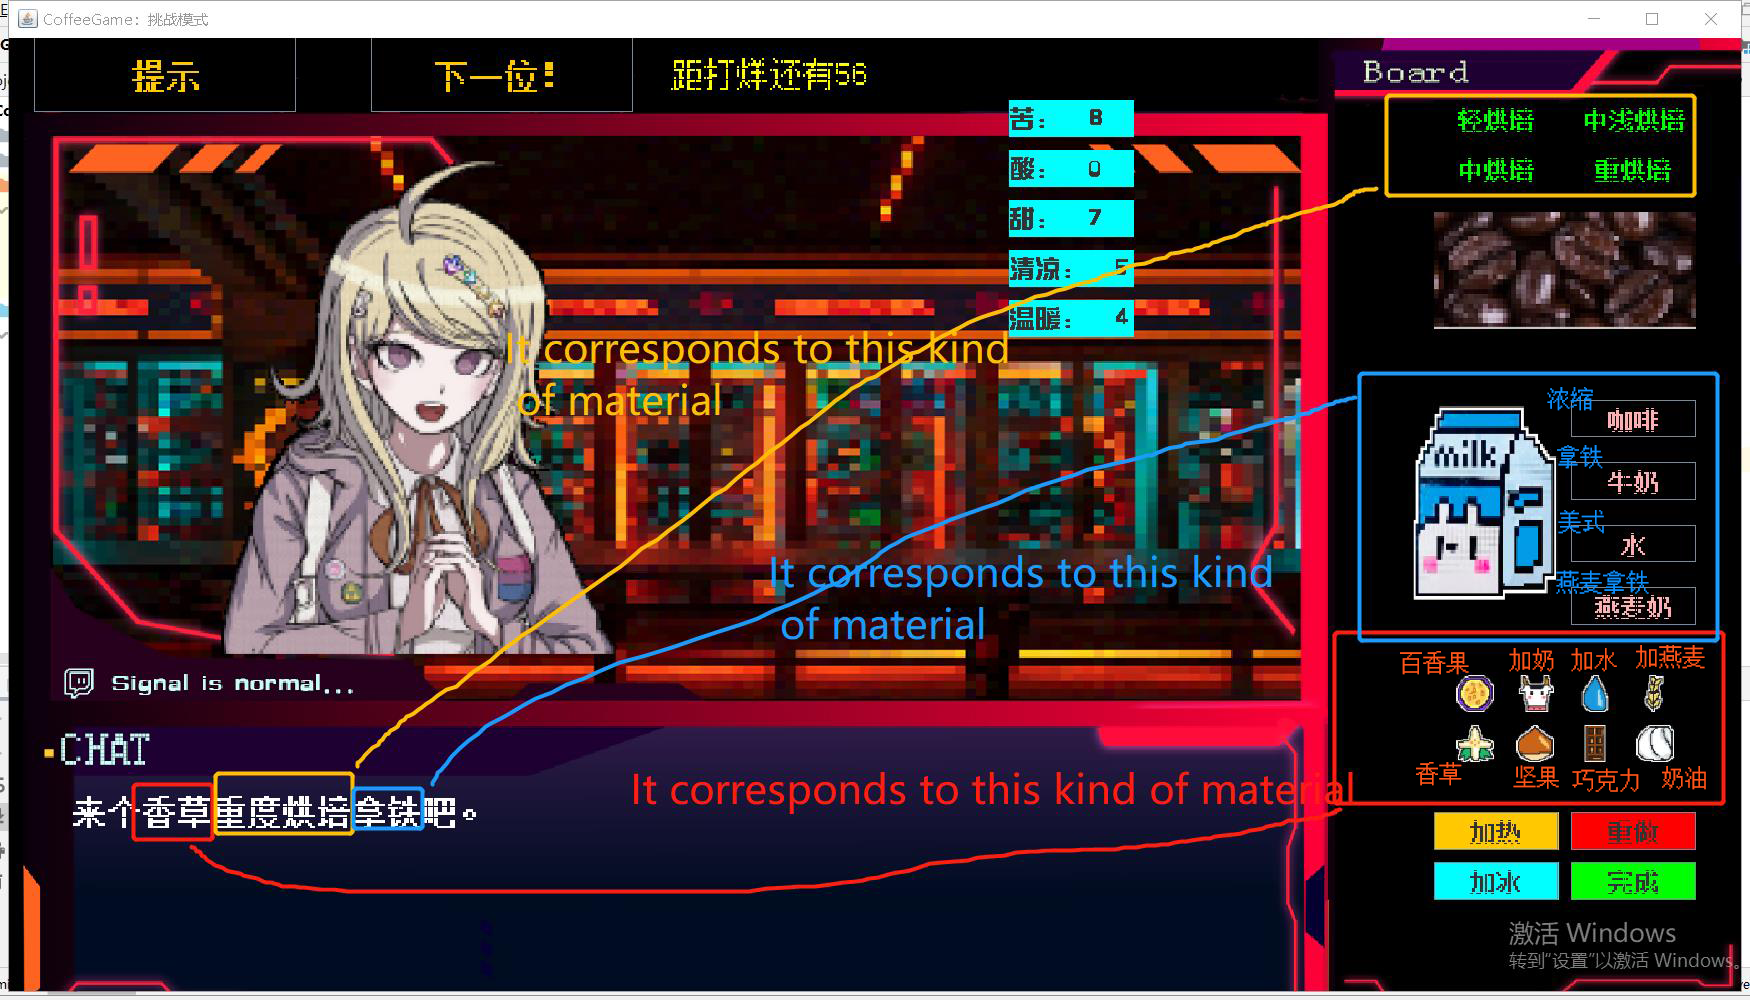 CoffeeGame: 挑战模式
提示
下一位!
距打烊还有56
Board
轻烘培
中浅烘培
中烘培
重烘培
苦: 8
酸: 0
甜: 7
清凉: 5
温暖: 4
It corresponds to this kind
of material
浓缩
咖啡
milk
拿铁
牛奶
美式
水
燕麦拿铁
燕麦奶
It corresponds to this kind
of material
Signal is normal...
百香果
加奶
加水
加燕麦
香草
坚果
巧克力
奶油
CHAT
It corresponds to this kind of material
来个香草重度烘培拿铁吧。
加热
重做
加冰
完成
激活 Windows
转到“设置”以激活 Windows。